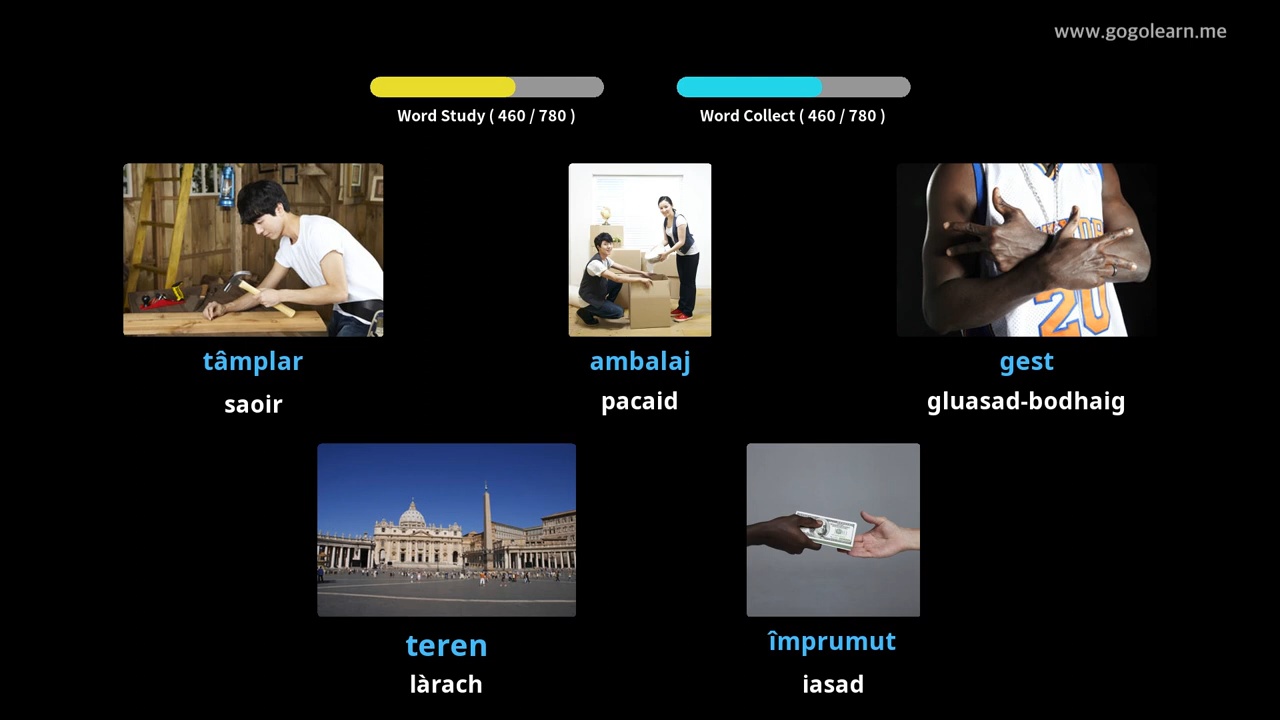 www.gogolearn.me
Word Study ( 460 / 780 )
Word Collect ( 460 / 780 )
tâmplar
saoir
ambalaj
pacaid
gest
gluasad-bodhaig
20
teren
làrach
împrumut
iasad